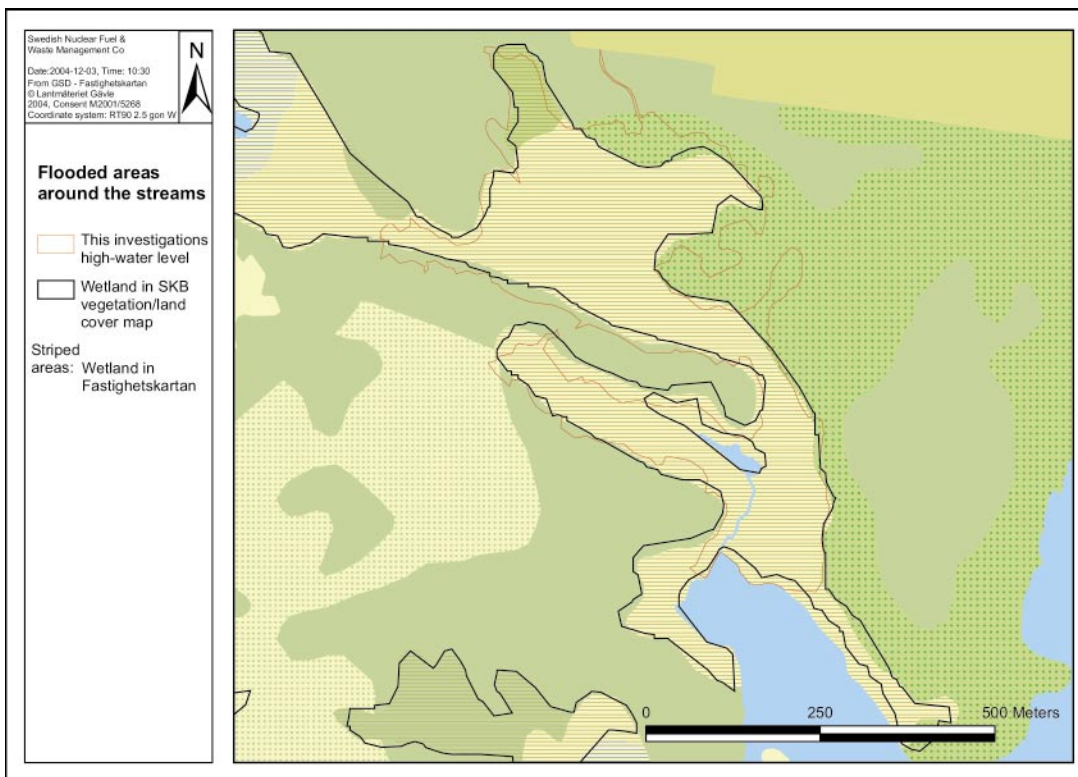 Swedish Nuclear Fuel &
Waste Management Co
Date:2004-12-03, Time: 10:30
From GSD - Fastighetskartan
© Lantmäteriet Gävle
2004, Consent M2001/5268
Coordinate system: RT90 2.5 gon W
N
Flooded areas
around the streams
This investigations
high-water level
Wetland in SKB
vegetation/land
cover map
Striped
areas: Wetland in
Fastighetskartan
0 250 500 Meters